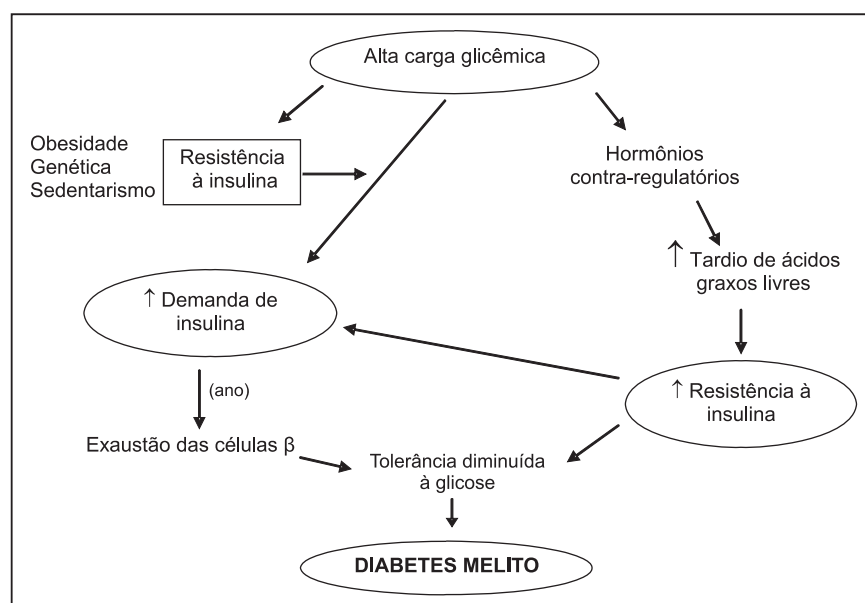 Alta carga glicêmica
Obesidade
Genética
Sedentarismo
Resistência
à insulina
Hormônios
contra-regulatórios
↑ Tardio de ácidos
graxos livres
↑ Demanda de
insulina
(ano)
↑ Resistência à
insulina
Exaustão das células β
Tolerância diminuída
à glicose
DIABETES MELITO